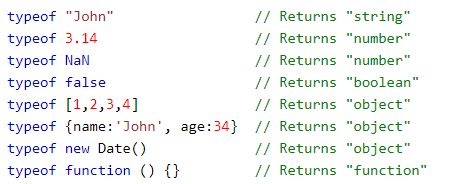 typeof "John"                 // Returns "string"
typeof 3.14                   // Returns "number"
typeof NaN                    // Returns "number"
typeof false                  // Returns "boolean"
typeof [1,2,3,4]              // Returns "object"
typeof {name:'John', age:34}  // Returns "object"
typeof new Date()             // Returns "object"
typeof function () {}         // Returns "function"